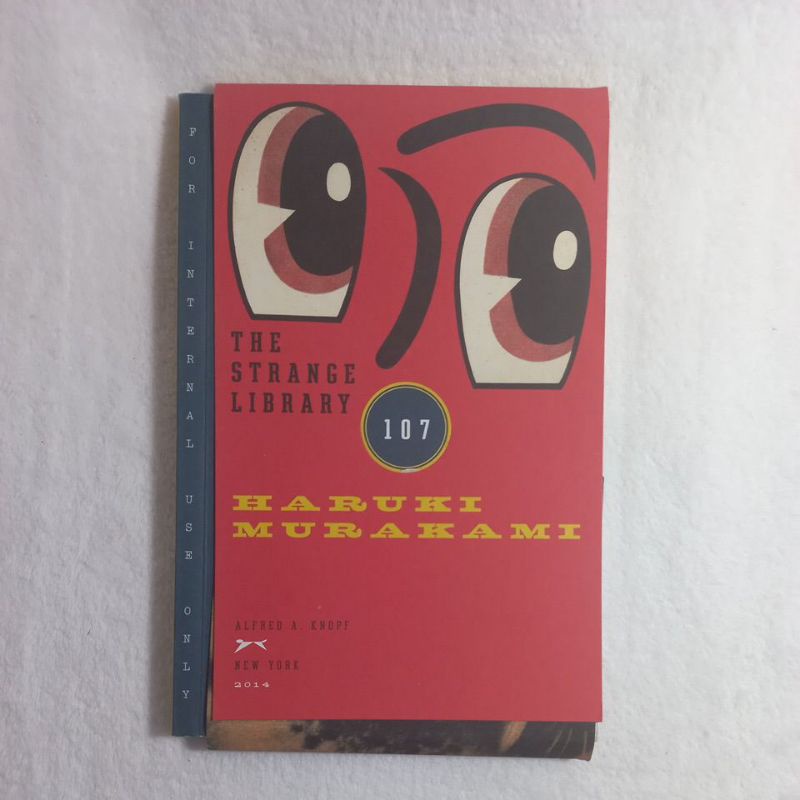 FOR INTERNAL USE ONLY
THE
STRANGE
LIBRARY
107
HARUKI
MURAKAMI
ALFRED A. KNOPF
NEW YORK
2014